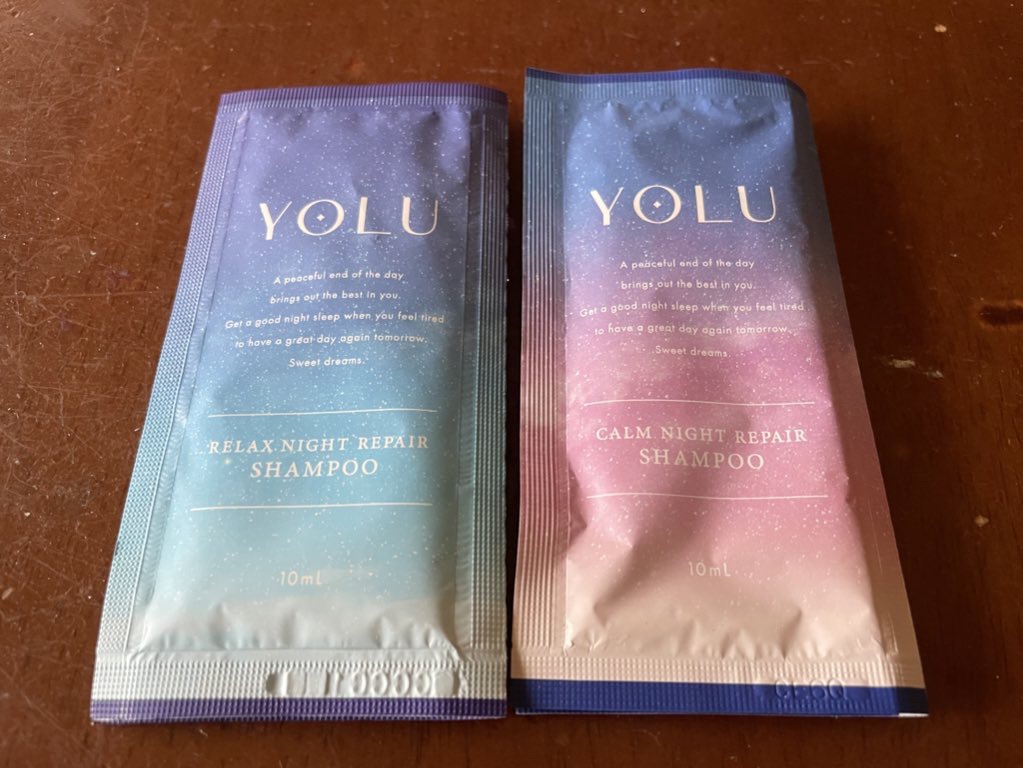 YOLU
A peaceful end of the day
brings out the best in you.
Get a good night sleep when you feel tired
to have a great day again tomorrow.
Sweet dreams.
RELAX NIGHT REPAIR
SHAMPOO
10mL
YOLU
A peaceful end of the day
brings out the best in you.
Get a good night sleep when you feel tired
to have a great day again tomorrow.
Sweet dreams.
CALM NIGHT REPAIR
SHAMPOO
10mL